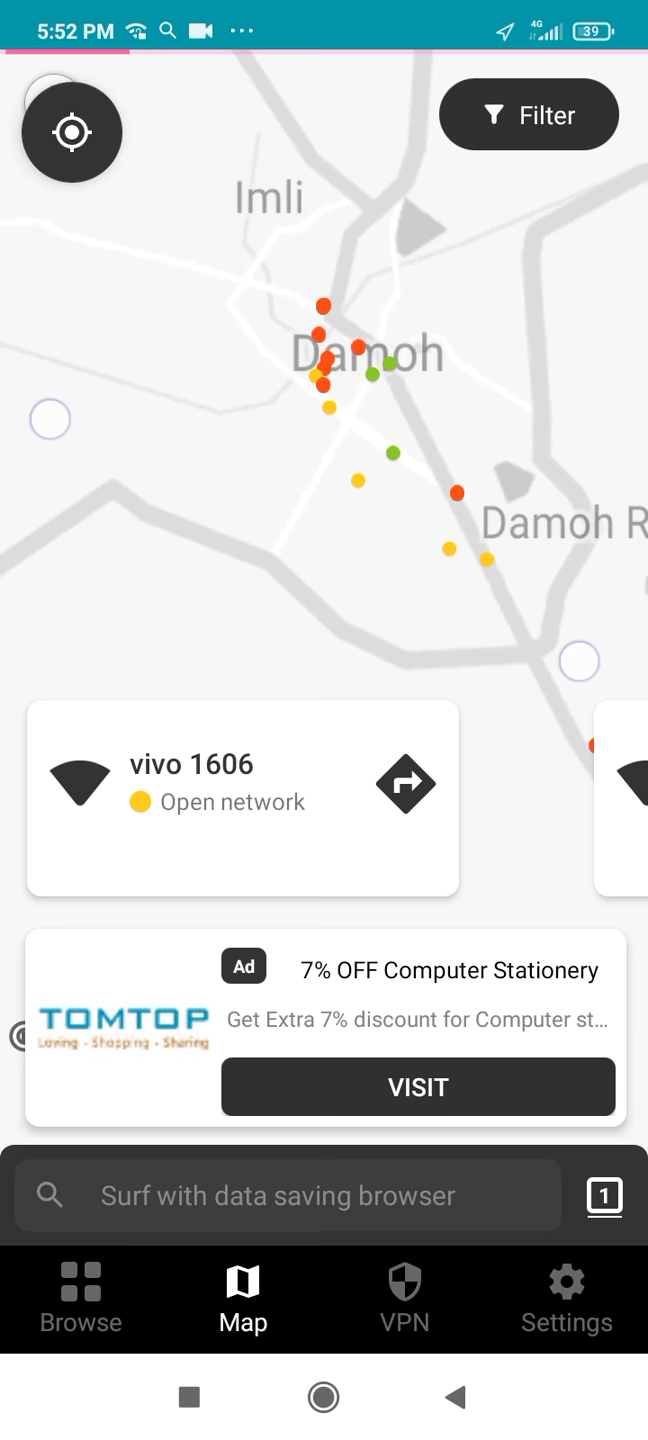 5:52 PM
4G
39
Filter
Imli
Damoh
Damoh R
vivo 1606
Open network
Ad
7% OFF Computer Stationery
TOMTOP
Loving - Shopping - Sharing
Get Extra 7% discount for Computer st...
VISIT
Surf with data saving browser
1
Browse
Map
VPN
Settings